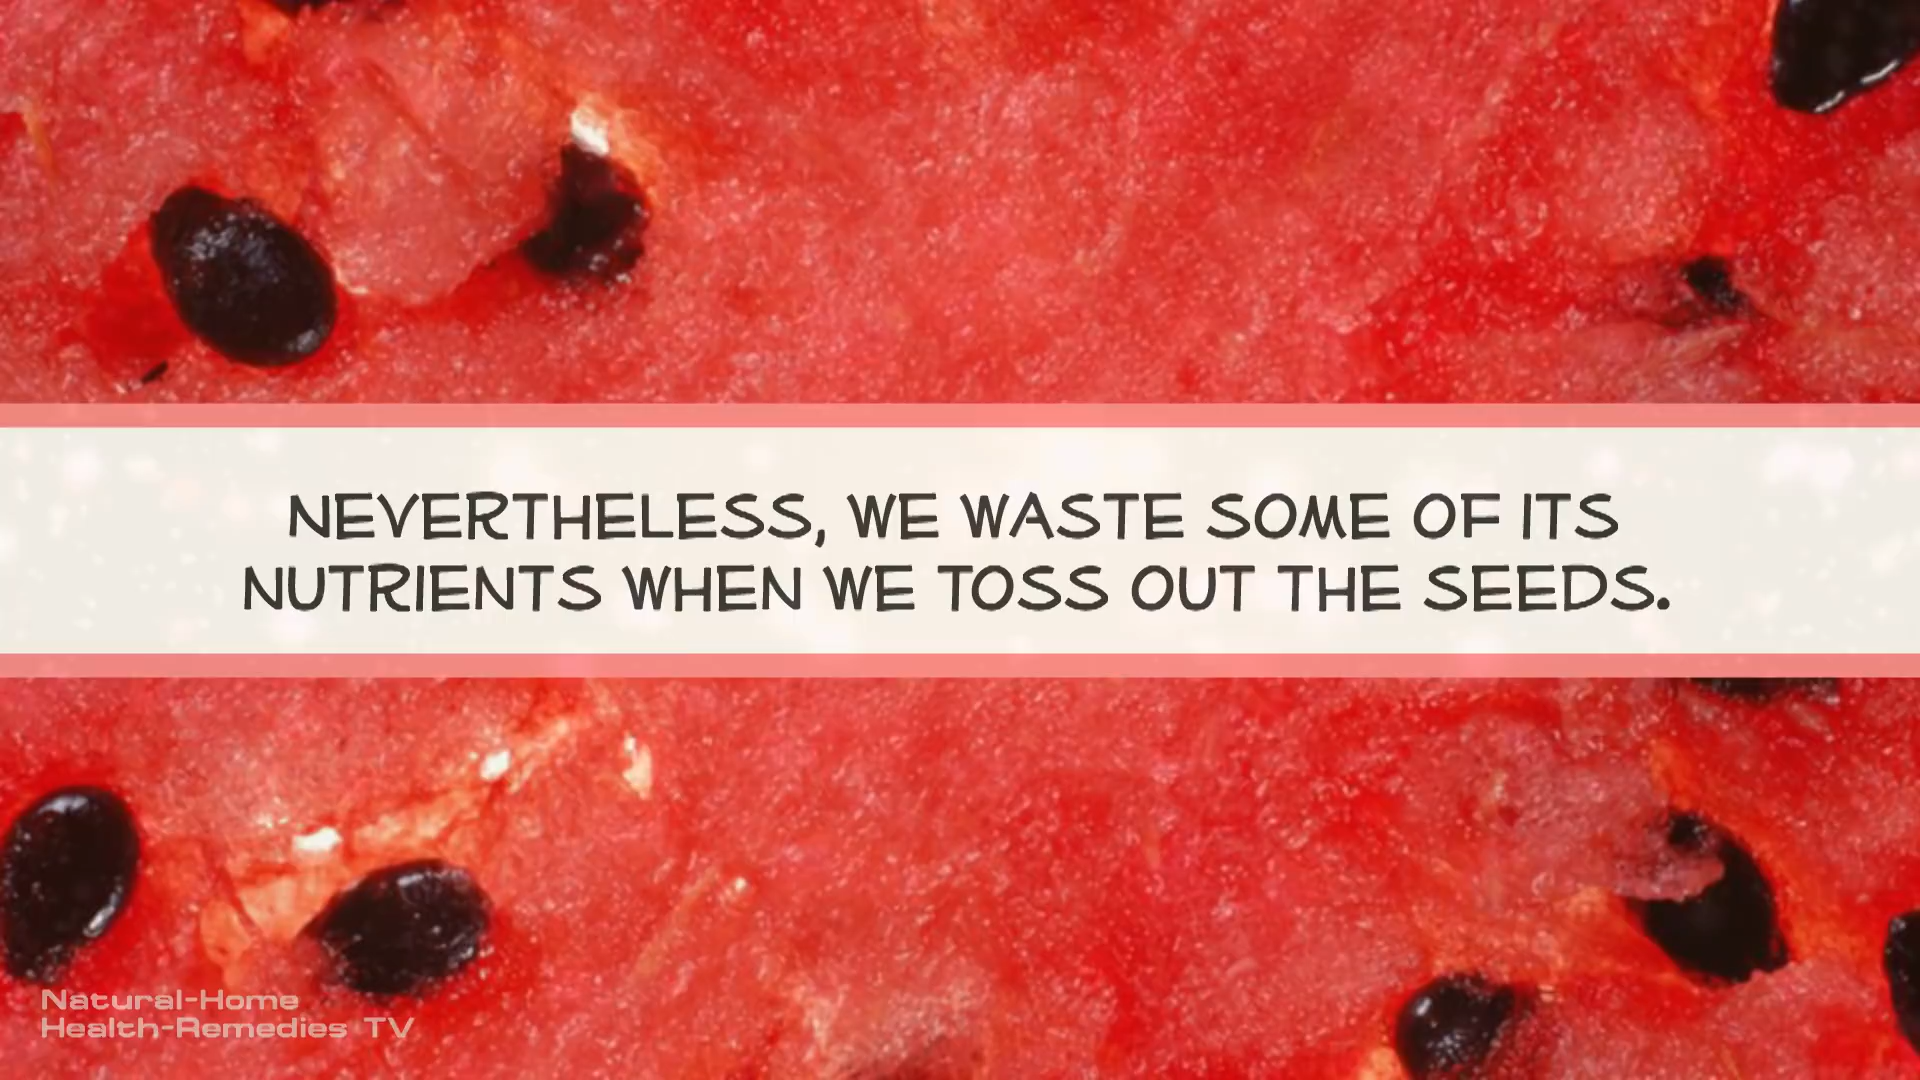 NEVERTHELESS, WE WASTE SOME OF ITS
NUTRIENTS WHEN WE TOSS OUT THE SEEDS.
Natural-Home
Health-Remedies TV